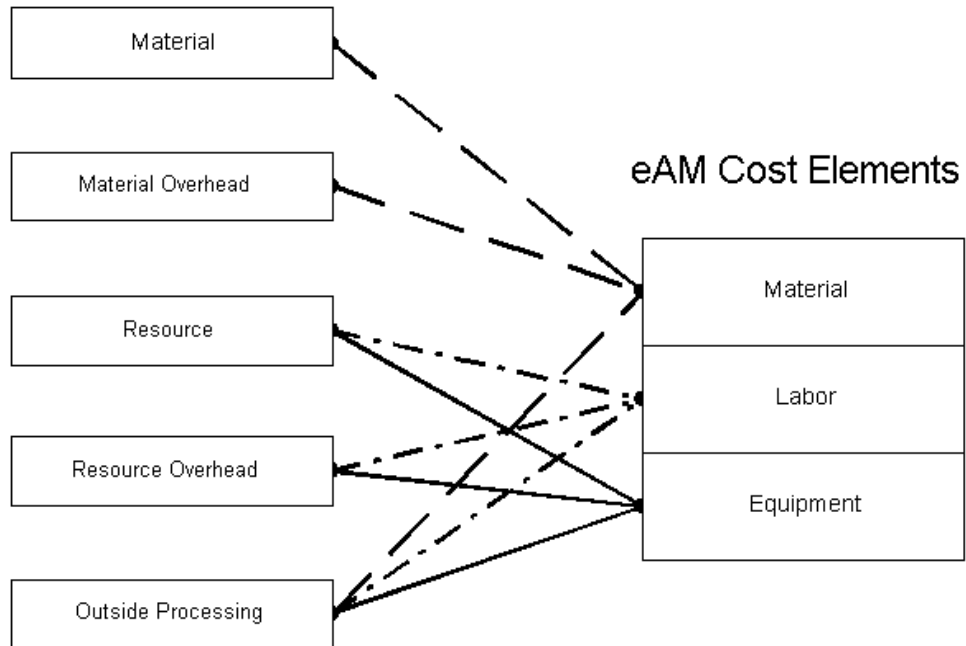 Material
Material Overhead
Resource
Resource Overhead
Outside Processing
eAM Cost Elements
Material
Labor
Equipment